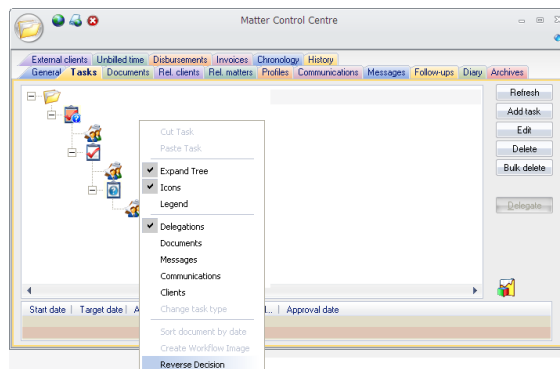 Matter Control Centre
External clients Unbilled time Disbursements Invoices Chronology History
General Tasks Documents Rel. clients Rel. matters Profiles Communications Messages Follow-ups Diary Archives
Refresh
Add task
Edit
Delete
Bulk delete
Delegate
Cut Task
Paste Task
Expand Tree
Icons
Legend
Delegations
Documents
Messages
Communications
Clients
Change task type
Sort document by date
Create Workflow Image
Reverse Decision
Start date Target date A... Approval date